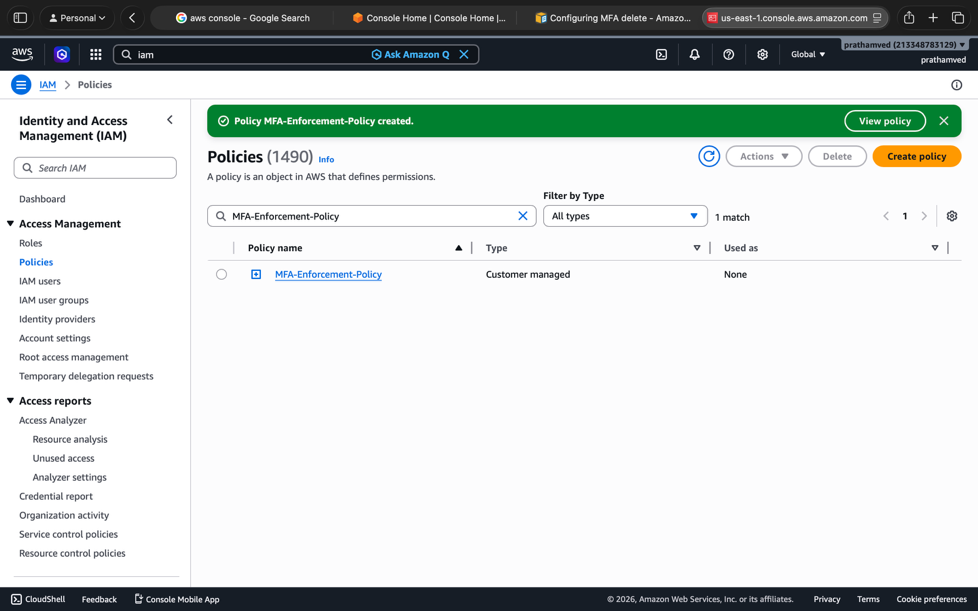 Personal
aws console - Google Search
Console Home | Console Home |...
Configuring MFA delete - Amazo...
us-east-1.console.aws.amazon.com
aws
iam
Ask Amazon Q
Global
prathamved (213348783129)
prathamved
IAM
Policies
Identity and Access
Management (IAM)
Search IAM
Dashboard
Access Management
Roles
Policies
IAM users
IAM user groups
Identity providers
Account settings
Root access management
Temporary delegation requests
Access reports
Access Analyzer
Resource analysis
Unused access
Analyzer settings
Credential report
Organization activity
Service control policies
Resource control policies
Policy MFA-Enforcement-Policy created.
View policy
Policies (1490) Info
Actions
Delete
Create policy
A policy is an object in AWS that defines permissions.
Filter by Type
MFA-Enforcement-Policy
All types
1 match
1
Policy name
Type
Used as
MFA-Enforcement-Policy
Customer managed
None
CloudShell
Feedback
Console Mobile App
© 2026, Amazon Web Services, Inc. or its affiliates.
Privacy
Terms
Cookie preferences